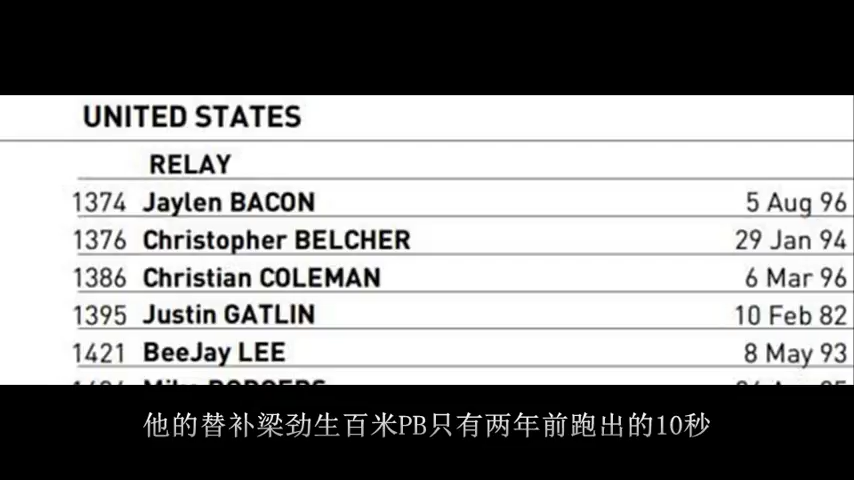 UNITED STATES
RELAY
1374 Jaylen BACON 5 Aug 96
1376 Christopher BELCHER 29 Jan 94
1386 Christian COLEMAN 6 Mar 96
1395 Justin GATLIN 10 Feb 82
1421 BeeJay LEE 8 May 93
他的替补梁劲生百米PB只有两年前跑出的10秒